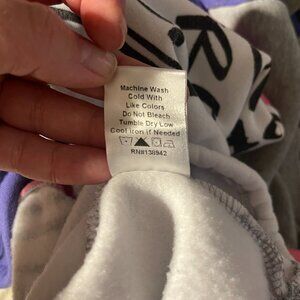 Machine Wash
Cold With
Like Colors
Do Not Bleach
Tumble Dry Low
Cool Iron if Needed
RN#138942